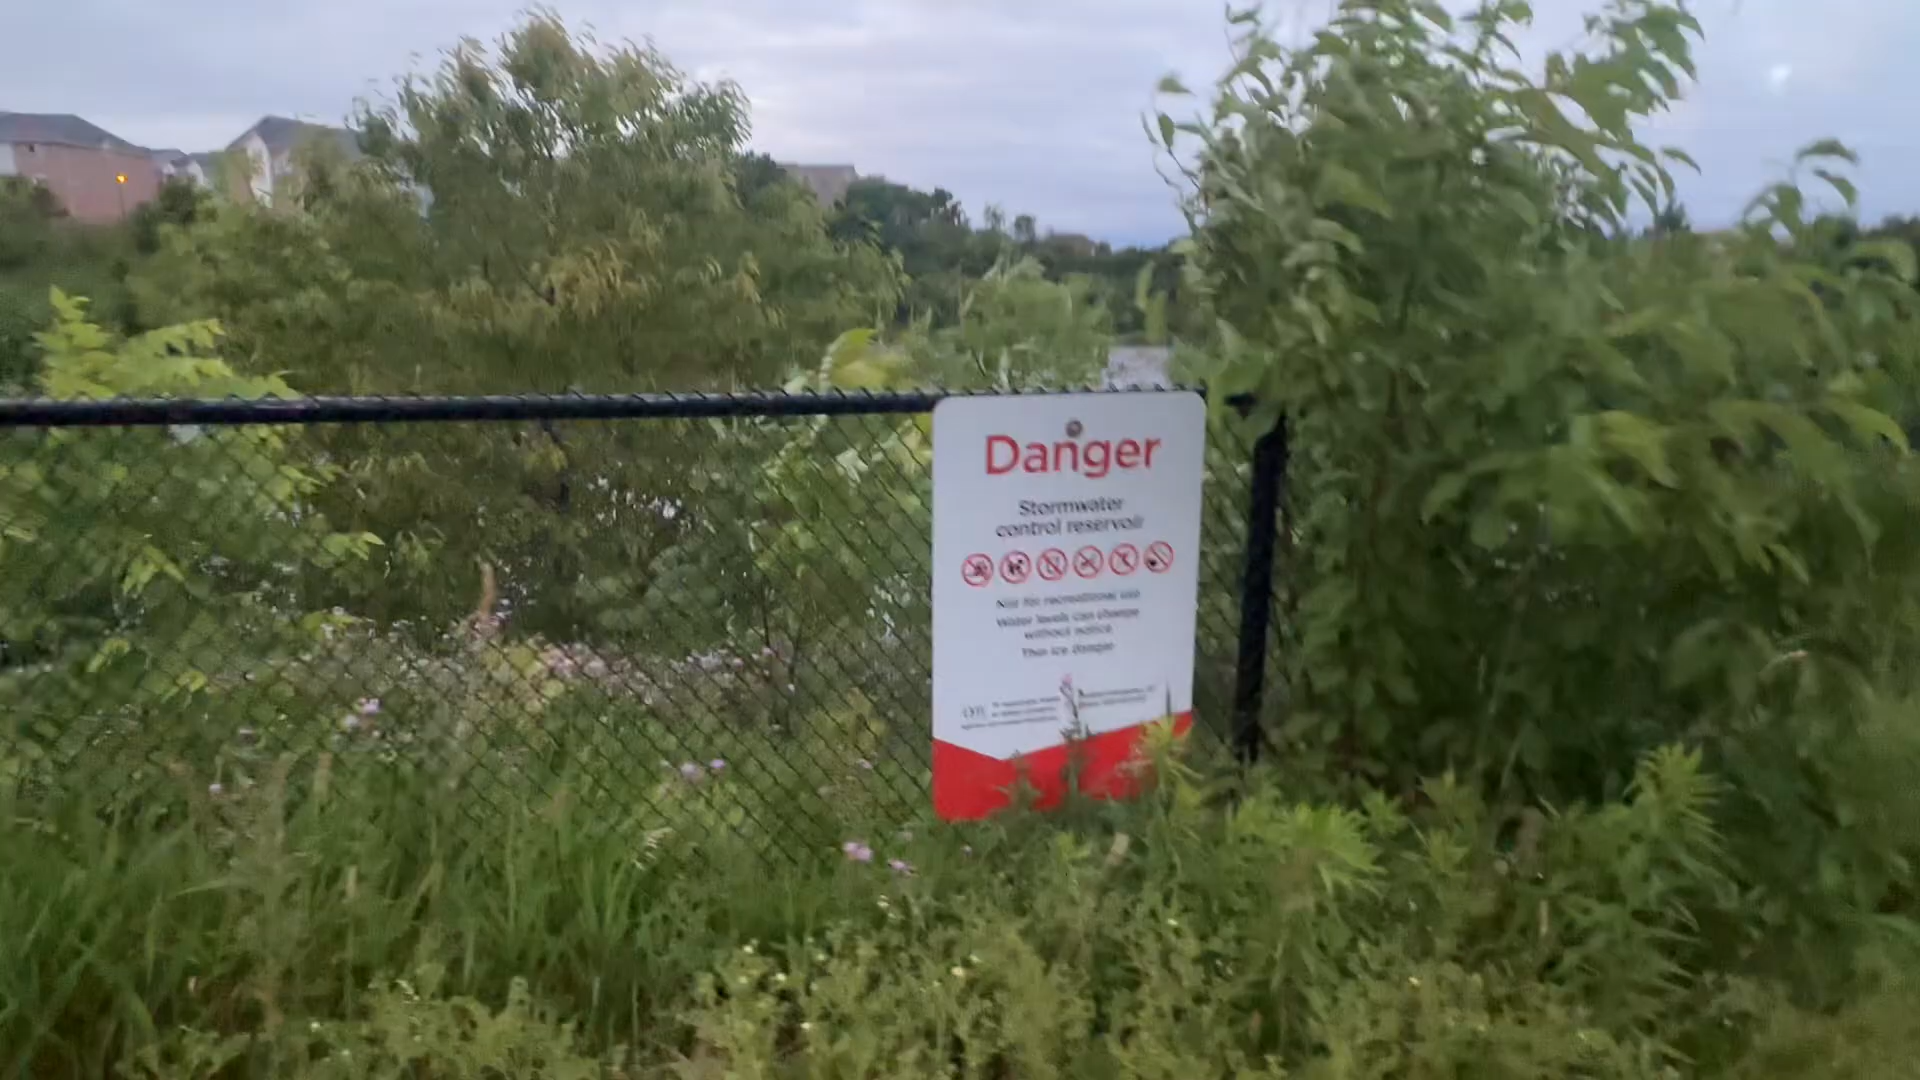 Danger
Stormwater
control reservoir
Not for recreational use
Water levels can change
without notice
Thin ice danger